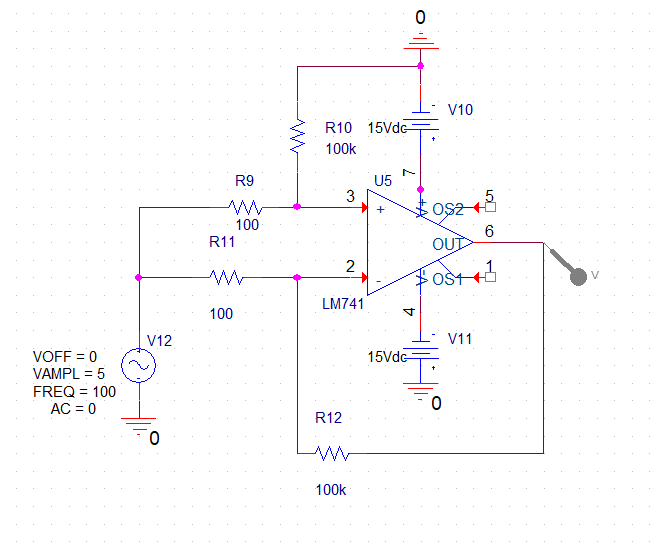 0
V10
15Vdc
-
+
R10
100k
7
U5
R9
3
+
V+
OS2
5
100
6
R11
OUT
V
2
-
V-
OS1
1
100
LM741
4
V11
15Vdc
-
+
0
V12
VOFF = 0
VAMPL = 5
FREQ = 100
AC = 0
-
0
R12
100k